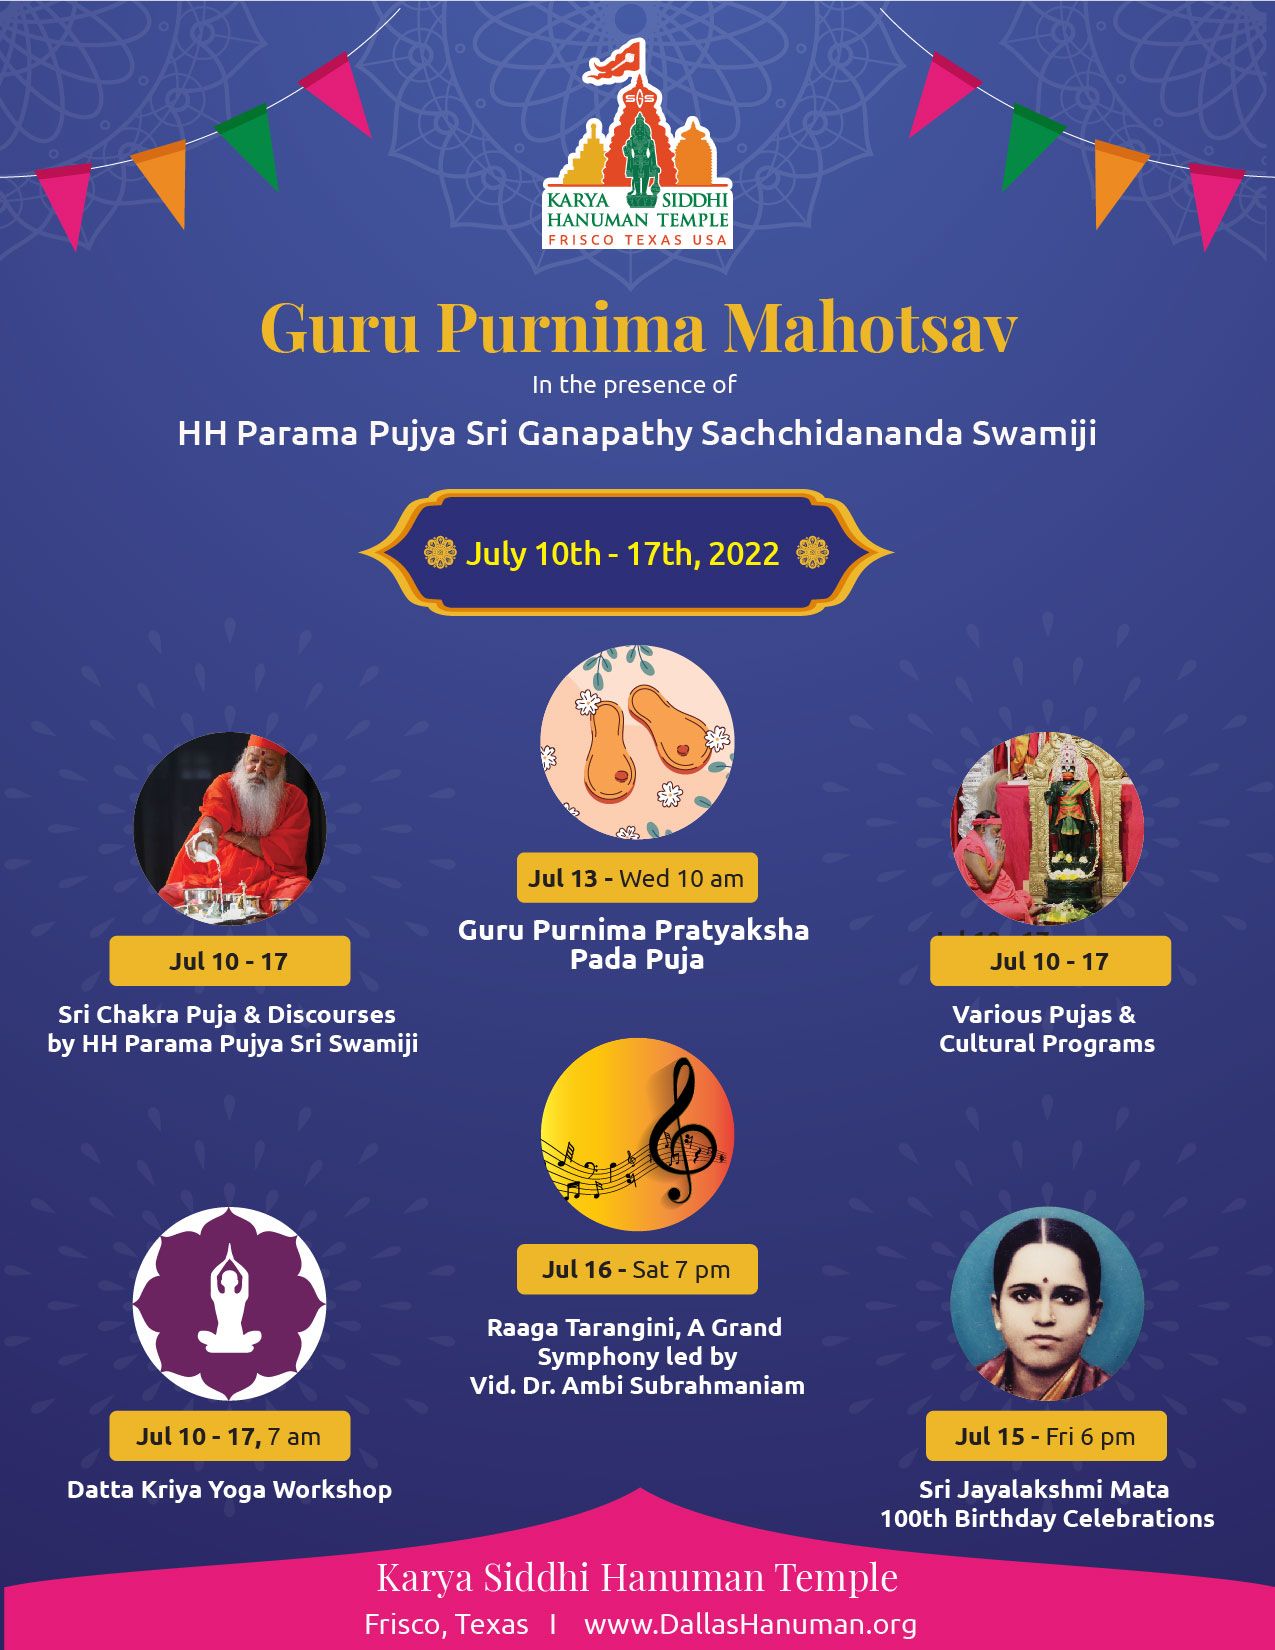 SGS
KARYA SIDDHI
HANUMAN TEMPLE
FRISCO TEXAS USA
Guru Purnima Mahotsav
In the presence of
HH Parama Pujya Sri Ganapathy Sachchidananda Swamiji
July 10th - 17th, 2022
Jul 13 - Wed 10 am
Guru Purnima Pratyaksha
Pada Puja
Jul 10 - 17
Sri Chakra Puja & Discourses
by HH Parama Pujya Sri Swamiji
Jul 10 - 17
Various Pujas &
Cultural Programs
Jul 16 - Sat 7 pm
Raaga Tarangini, A Grand
Symphony led by
Vid. Dr. Ambi Subrahmaniam
Jul 10 - 17, 7 am
Datta Kriya Yoga Workshop
Jul 15 - Fri 6 pm
Sri Jayalakshmi Mata
100th Birthday Celebrations
Karya Siddhi Hanuman Temple
Frisco, Texas I www.DallasHanuman.org